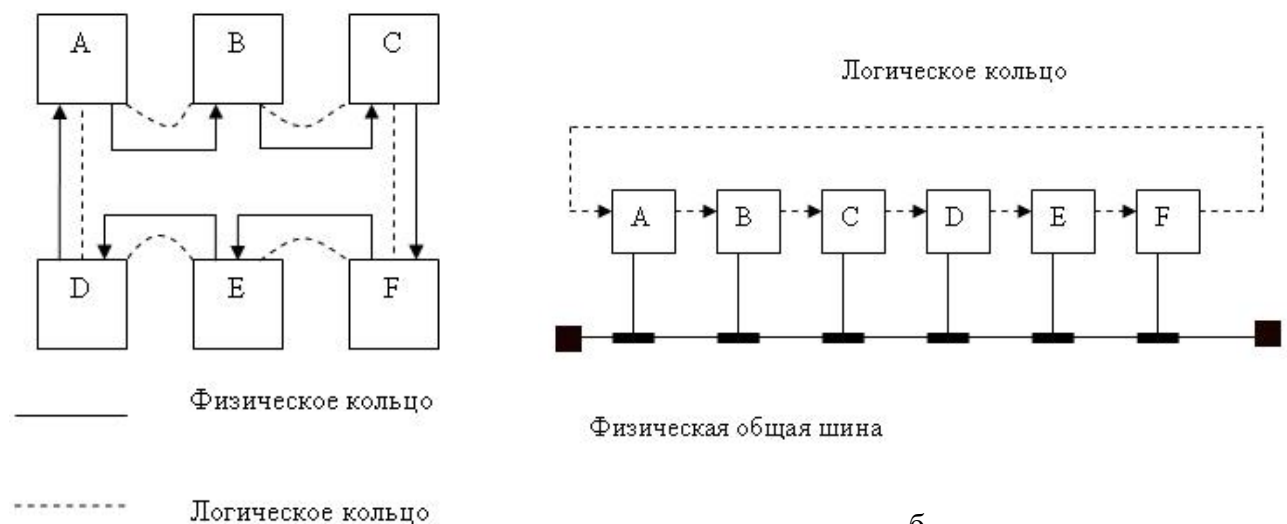 A B C
D E F
Физическое кольцо
Логическое кольцо
Логическое кольцо
A B C D E F
Физическая общая шина
б